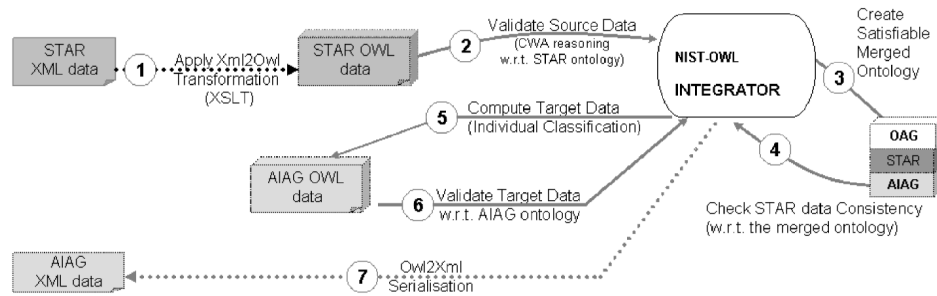 STAR
XML data
1
Apply Xml2Owl
Transformation
(XSLT)
STAR OWL
data
2
Validate Source Data
(CWA reasoning
w.r.t. STAR ontology)
NIST-OWL
INTEGRATOR
3
Create
Satisfiable
Merged
Ontology
OAG
STAR
AIAG
4
Check STAR data Consistency
(w.r.t. the merged ontology)
5
Compute Target Data
(Individual Classification)
AIAG OWL
data
6
Validate Target Data
w.r.t. AIAG ontology
7
Owl2Xml
Serialisation
AIAG
XML data